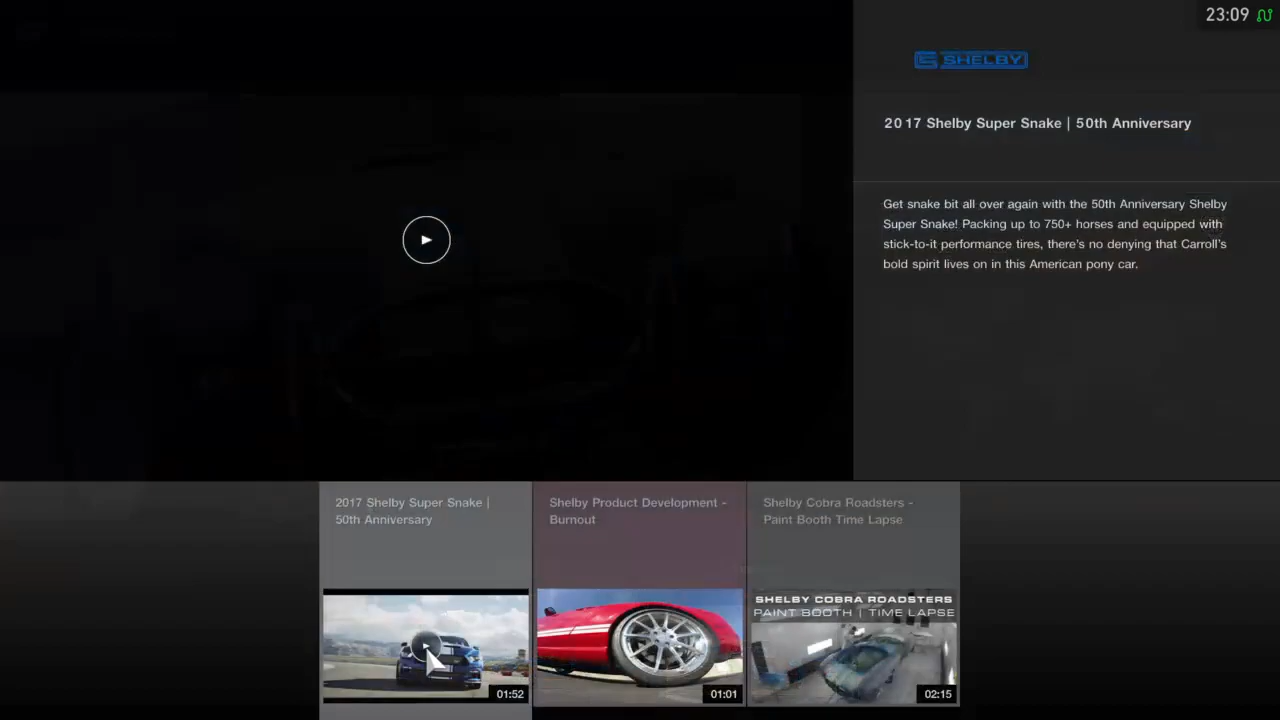 23:09
SHELBY
2017 Shelby Super Snake | 50th Anniversary
Get snake bit all over again with the 50th Anniversary Shelby
Super Snake! Packing up to 750+ horses and equipped with
stick-to-it performance tires, there's no denying that Carroll's
bold spirit lives on in this American pony car.
2017 Shelby Super Snake |
50th Anniversary
01:52
Shelby Product Development -
Burnout
01:01
Shelby Cobra Roadsters -
Paint Booth Time Lapse
SHELBY COBRA ROADSTERS
PAINT BOOTH | TIME LAPSE
02:15